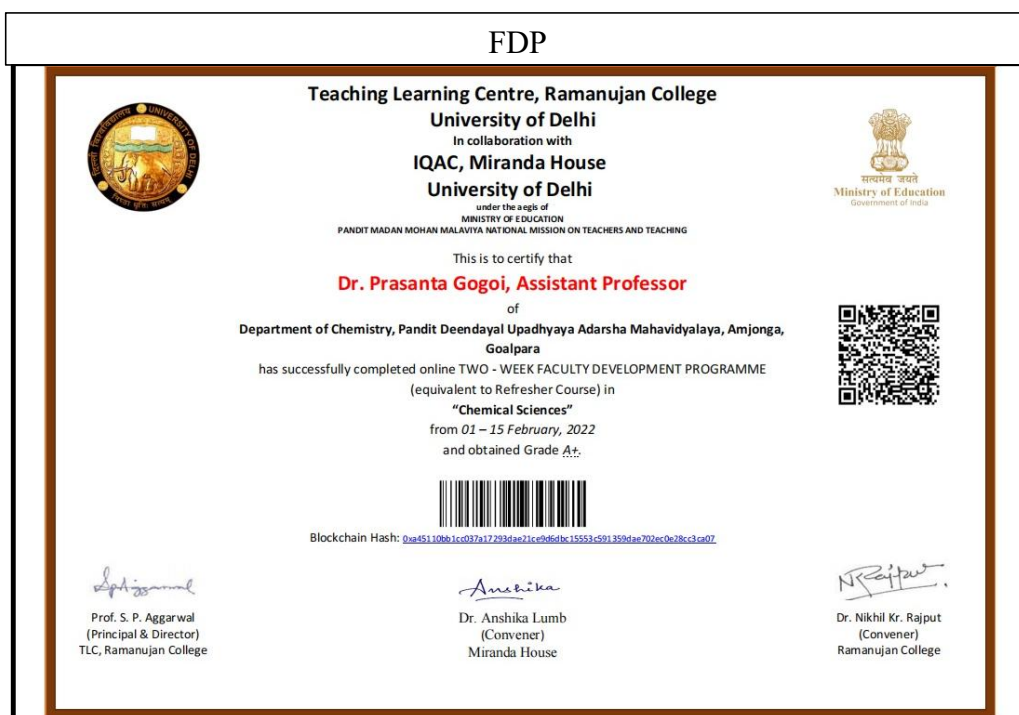 FDP
Teaching Learning Centre, Ramanujan College
University of Delhi
In collaboration with
IQAC, Miranda House
University of Delhi
under the aegis of
MINISTRY OF EDUCATION
PANDIT MADAN MOHAN MALAVIYA NATIONAL MISSION ON TEACHERS AND TEACHING
सत्यमेव जयते
Ministry of Education
Government of India
This is to certify that
Dr. Prasanta Gogoi, Assistant Professor
of
Department of Chemistry, Pandit Deendayal Upadhyaya Adarsha Mahavidyalaya, Amjonga,
Goalpara
has successfully completed online TWO - WEEK FACULTY DEVELOPMENT PROGRAMME
(equivalent to Refresher Course) in
“Chemical Sciences”
from 01 – 15 February, 2022
and obtained Grade A+.
Blockchain Hash: 0xa45110bb1cc037a17293dae21ce9d6dbc15553c591359dae702ec0e28cc3ca07
Anshika
Prof. S. P. Aggarwal
(Principal & Director)
TLC, Ramanujan College
Dr. Anshika Lumb
(Convener)
Miranda House
Dr. Nikhil Kr. Rajput
(Convener)
Ramanujan College